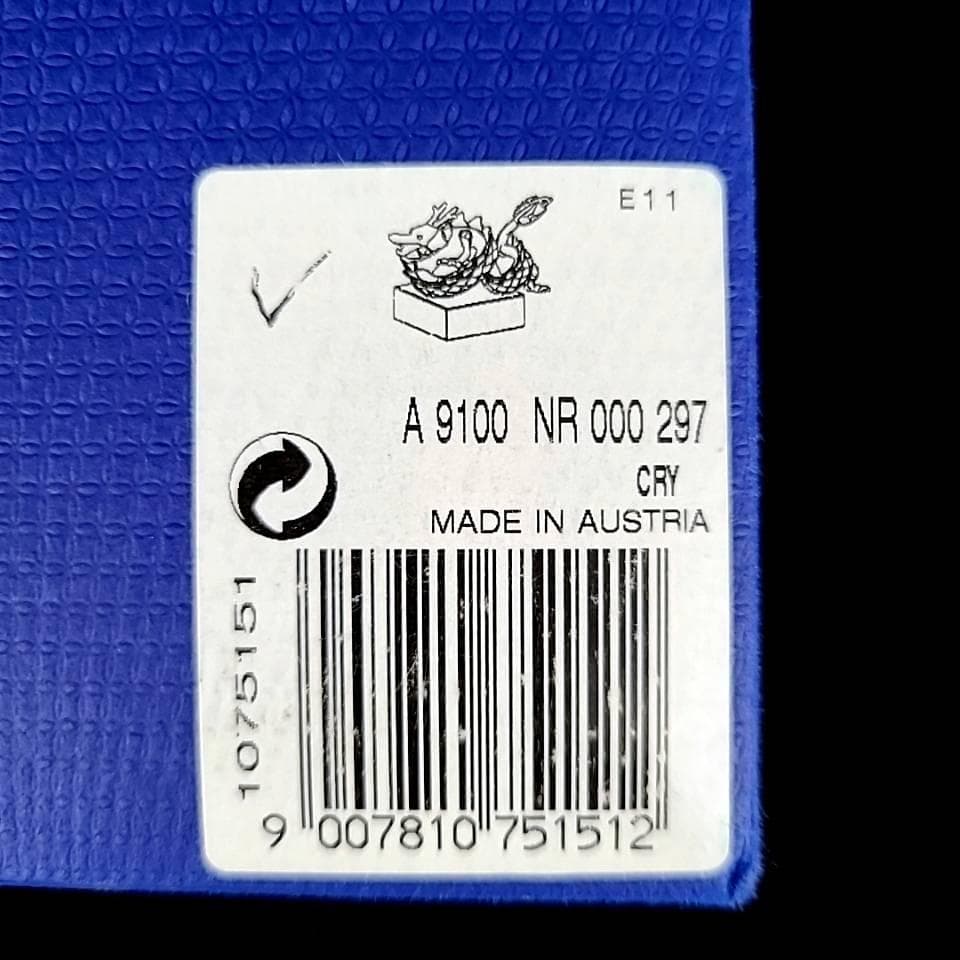 E11
A 9100 NR 000 297
CRY
MADE IN AUSTRIA
1075151
9 007810 751512